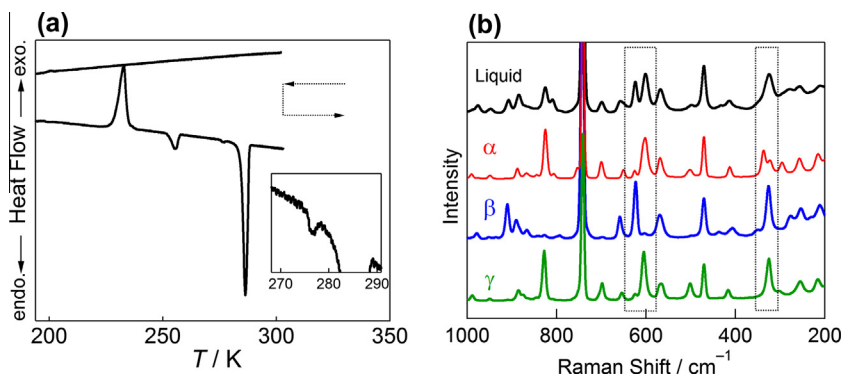 (a)
endo. Heat Flow exo.
268 280 290
200 250 300 350
T / K
(b)
Liquid
α
β
γ
Intensity
1000 800 600 400 200
Raman Shift / cm⁻¹